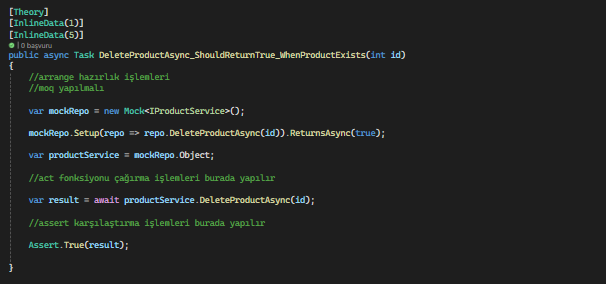 [Theory]
[InlineData(1)]
[InlineData(5)]
| 0 başvuru
public async Task DeleteProductAsync_ShouldReturnTrue_WhenProductExists(int id)
{
//arrange hazırlık işlemleri
//moq yapılmalı
var mockRepo = new Mock<IProductService>();
mockRepo.Setup(repo => repo.DeleteProductAsync(id)).ReturnsAsync(true);
var productService = mockRepo.Object;
//act fonksiyonu çağırma işlemleri burada yapılır
var result = await productService.DeleteProductAsync(id);
//assert karşılaştırma işlemleri burada yapılır
Assert.True(result);
}